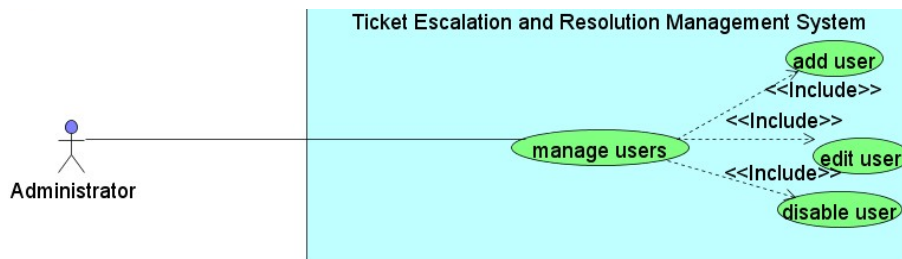 Ticket Escalation and Resolution Management System
add user
<<Include>>
<<Include>>
manage users
edit user
<<Include>>
Administrator
disable user